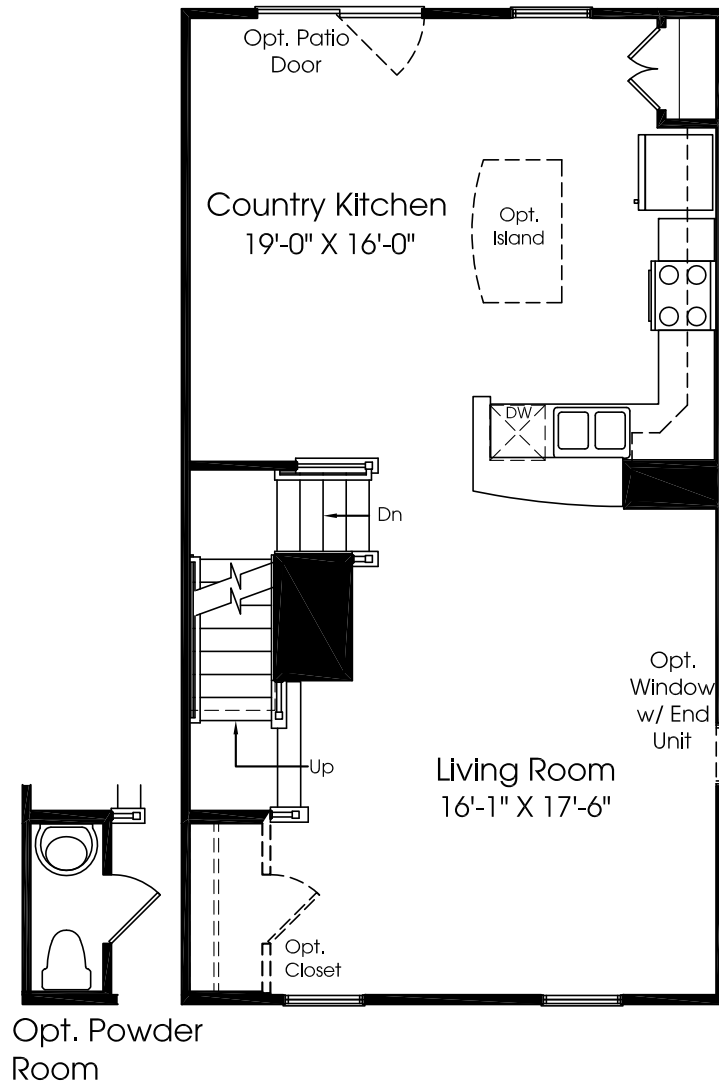 Opt. Patio
Door
Country Kitchen
19'-0" X 16'-0"
Opt.
Island
DW
Dn
Opt.
Window
w/ End
Unit
Up
Living Room
16'-1" X 17'-6"
Opt.
Closet
Opt. Powder
Room